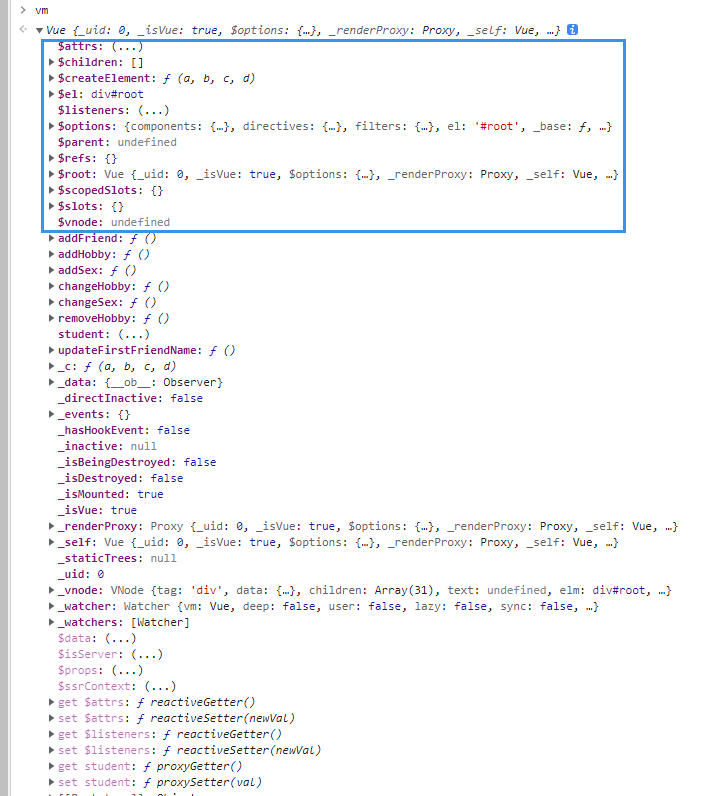 vm
Vue {_uid: 0, _isVue: true, $options: {…}, _renderProxy: Proxy, _self: Vue, …} i
$attrs: (...)
$children: []
$createElement: ƒ (a, b, c, d)
$el: div#root
$listeners: (...)
$options: {components: {…}, directives: {…}, filters: {…}, el: '#root', _base: ƒ, …}
$parent: undefined
$refs: {}
$root: Vue {_uid: 0, _isVue: true, $options: {…}, _renderProxy: Proxy, _self: Vue, …}
$scopedSlots: {}
$slots: {}
$vnode: undefined
addFriend: ƒ ()
addHobby: ƒ ()
addSex: ƒ ()
changeHobby: ƒ ()
changeSex: ƒ ()
removeHobby: ƒ ()
student: (...)
updateFirstFriendName: ƒ ()
_c: ƒ (a, b, c, d)
_data: {__ob__: Observer}
_directInactive: false
_events: {}
_hasHookEvent: false
_inactive: null
_isBeingDestroyed: false
_isDestroyed: false
_isMounted: true
_isVue: true
_renderProxy: Proxy {_uid: 0, _isVue: true, $options: {…}, _renderProxy: Proxy, _self: Vue, …}
_self: Vue {_uid: 0, _isVue: true, $options: {…}, _renderProxy: Proxy, _self: Vue, …}
_staticTrees: null
_uid: 0
_vnode: VNode {tag: 'div', data: {…}, children: Array(31), text: undefined, elm: div#root, …}
_watcher: Watcher {vm: Vue, deep: false, user: false, lazy: false, sync: false, …}
_watchers: [Watcher]
$data: (...)
$isServer: (...)
$props: (...)
$ssrContext: (...)
get $attrs: ƒ reactiveGetter()
set $attrs: ƒ reactiveSetter(newVal)
get $listeners: ƒ reactiveGetter()
set $listeners: ƒ reactiveSetter(newVal)
get student: ƒ proxyGetter()
set student: ƒ proxySetter(val)